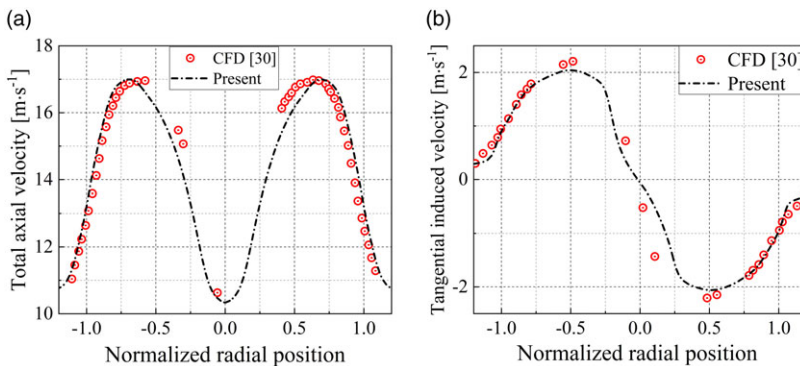 (a)
Total axial velocity [m·s⁻¹]
18
16
14
12
10
-1.0
-0.5
0.0
0.5
1.0
Normalized radial position
CFD [30]
Present
(b)
Tangential induced velocity [m·s⁻¹]
2
0
-2
-1.0
-0.5
0.0
0.5
1.0
Normalized radial position
CFD [30]
Present